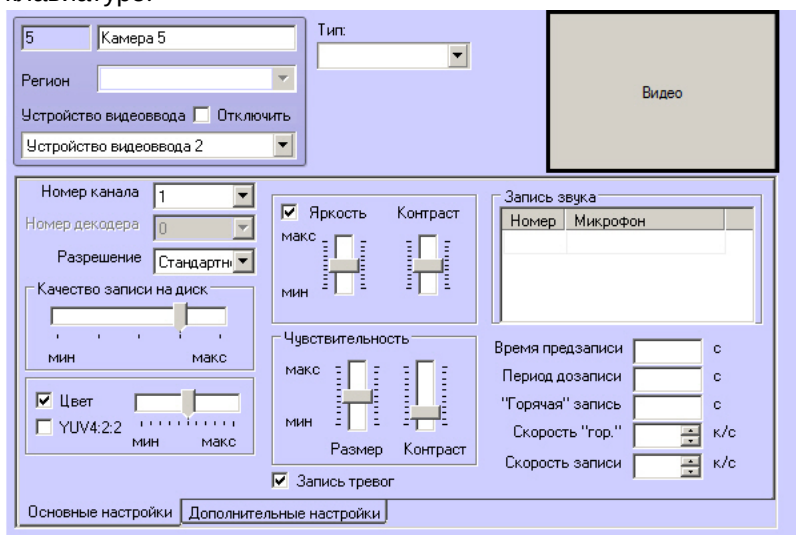 5 Камера 5
Тип:
Регион
Устройство видеоввода Отключить
Устройство видеоввода 2
Видео
Номер канала 1
Номер декодера 0
Разрешение Стандартн
Качество записи на диск
мин макс
Цвет
YUV4:2:2
мин макс
Яркость Контраст
макс
мин
Чувствительность
макс
мин
Размер Контраст
Запись тревог
Запись звука
Номер Микрофон
Время предзаписи с
Период дозаписи с
"Горячая" запись с
Скорость "гор." к/с
Скорость записи к/с
Основные настройки Дополнительные настройки